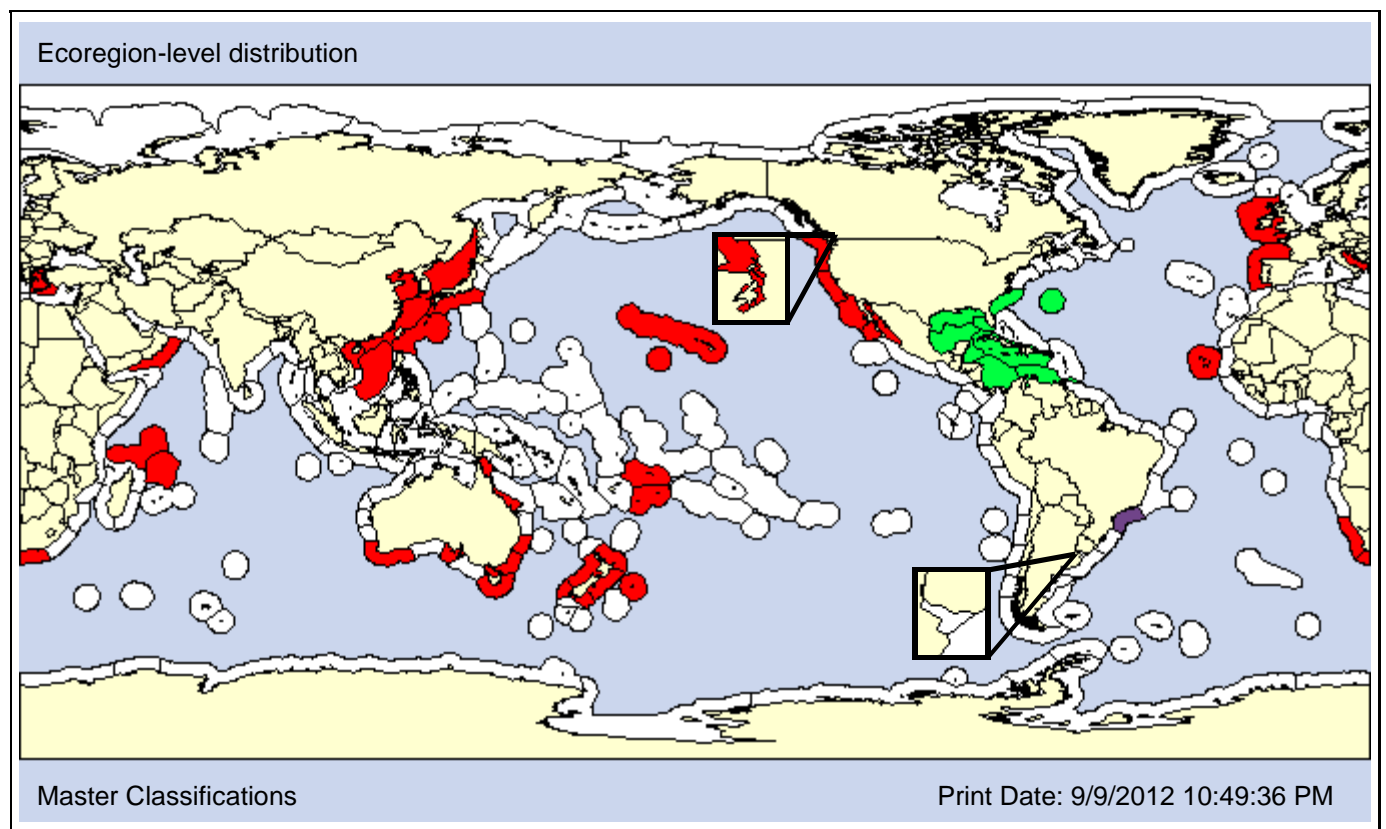 Ecoregion-level distribution
Master Classifications
Print Date: 9/9/2012 10:49:36 PM